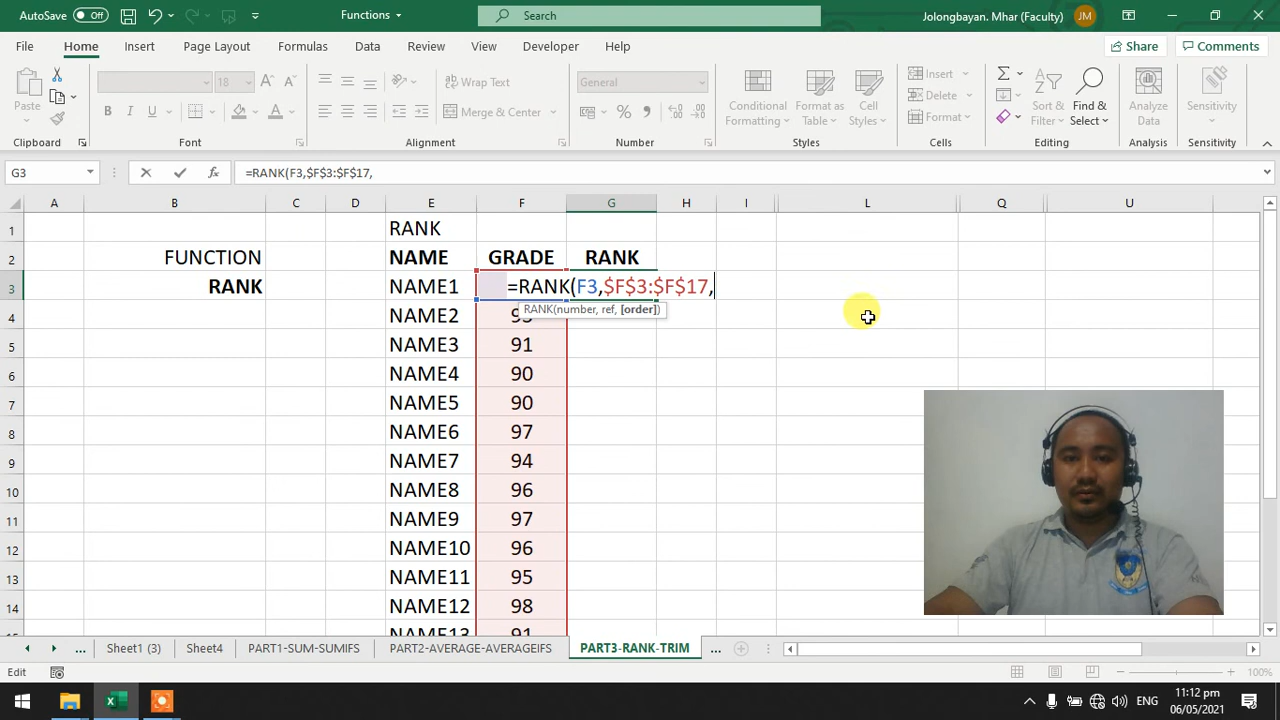 AutoSave Off Functions Search Jolongbayan. Mhar (Faculty) JM
File Home Insert Page Layout Formulas Data Review View Developer Help Share Comments
Paste 18 A A Wrap Text General Conditional Formatting Format as Table Cell Styles Insert Delete Format Sort & Filter Find & Select Analyze Data Sensitivity
B I U A Merge & Center % 
Clipboard Font Alignment Number Styles Cells Editing Analysis Sensitivity
G3 fx =RANK(F3,$F$3:$F$17,
A B C D E F G H I L Q U
1 RANK
2 FUNCTION NAME GRADE RANK
3 RANK NAME1 =RANK(F3,$F$3:$F$17,
RANK(number, ref, [order])
4 NAME2
5 NAME3 91
6 NAME4 90
7 NAME5 90
8 NAME6 97
9 NAME7 94
10 NAME8 96
11 NAME9 97
12 NAME10 96
13 NAME11 95
14 NAME12 98
NAME13 91
... Sheet1 (3) Sheet4 PART1-SUM-SUMIFS PART2-AVERAGE-AVERAGEIFS PART3-RANK-TRIM ...
Edit 100%
ENG 11:12 pm
06/05/2021